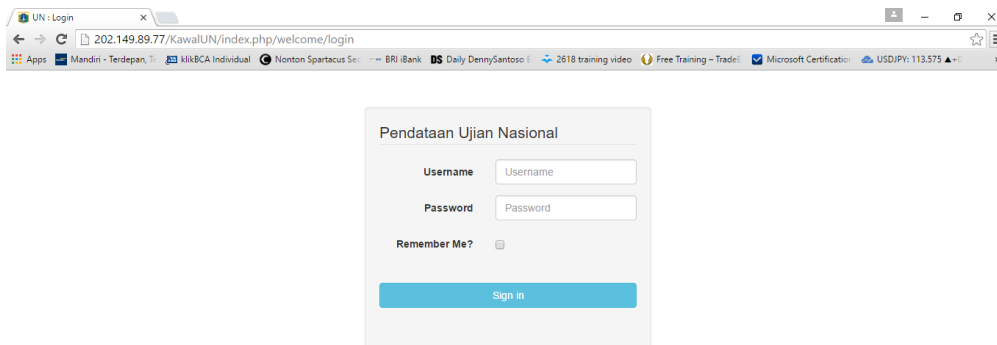 UN : Login
202.149.89.77/KawalUN/index.php/welcome/login
Apps Mandiri - Terdepan, T klikBCA Individual Nonton Spartacus Se BRI iBank DS Daily DennySantoso 2618 training video Free Training – Trade Microsoft Certification USDJPY: 113.575 ▲+
Pendataan Ujian Nasional
Username Username
Password Password
Remember Me?
Sign in